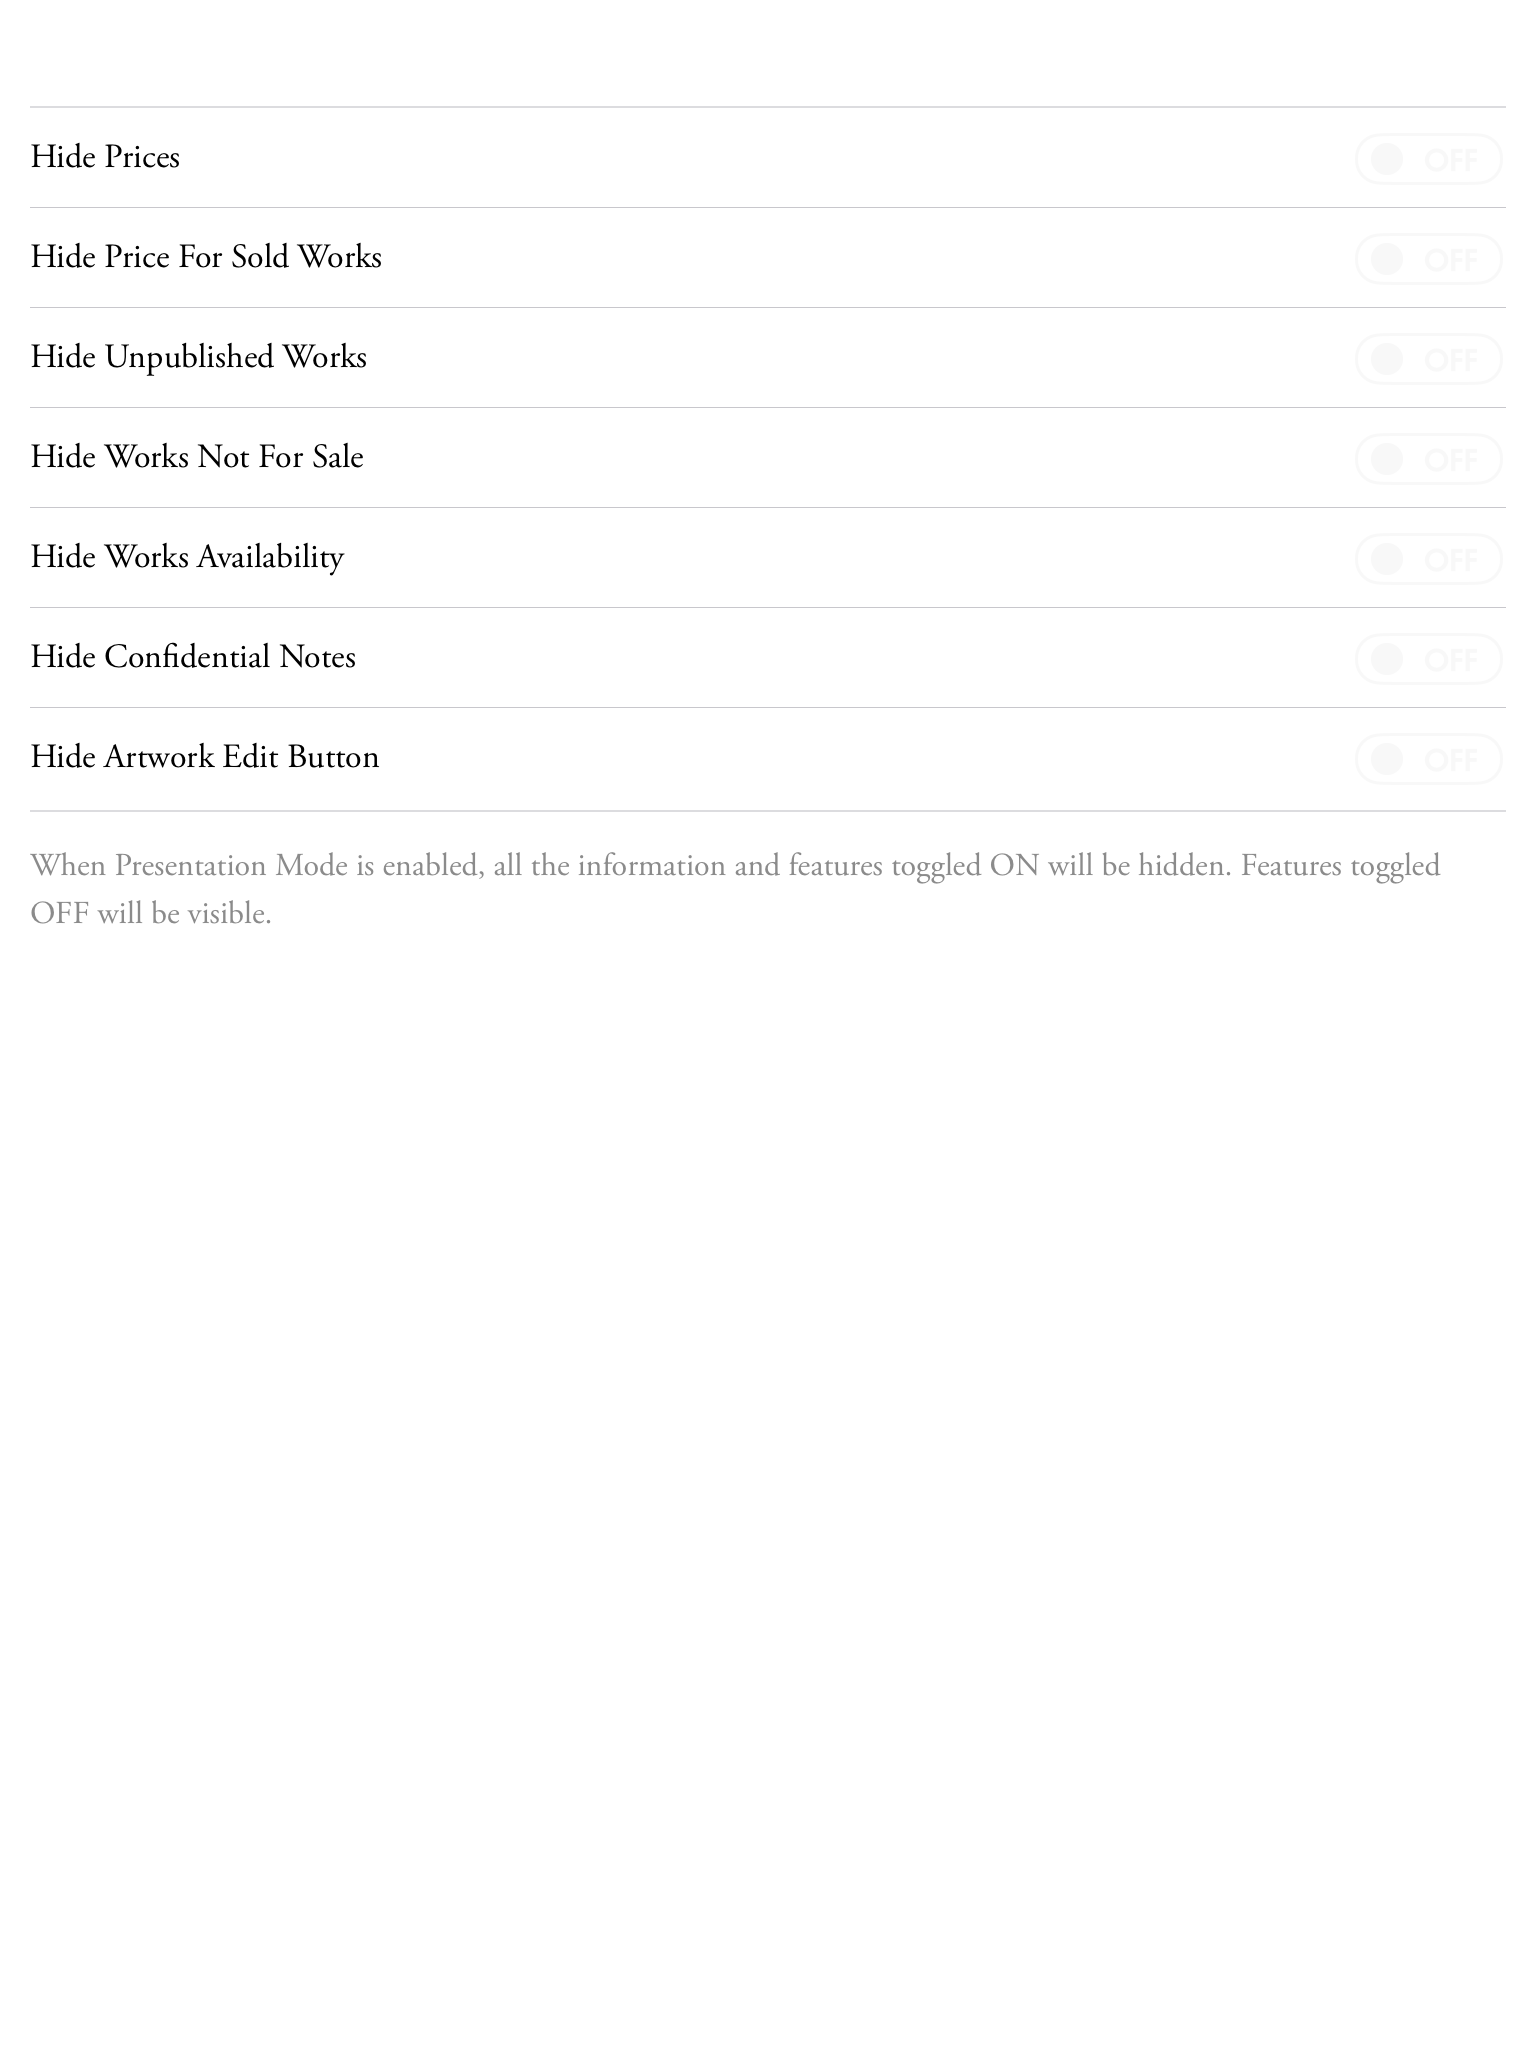 Hide Prices OFF
Hide Price For Sold Works OFF
Hide Unpublished Works OFF
Hide Works Not For Sale OFF
Hide Works Availability OFF
Hide Confidential Notes OFF
Hide Artwork Edit Button OFF
When Presentation Mode is enabled, all the information and features toggled ON will be hidden. Features toggled
OFF will be visible.